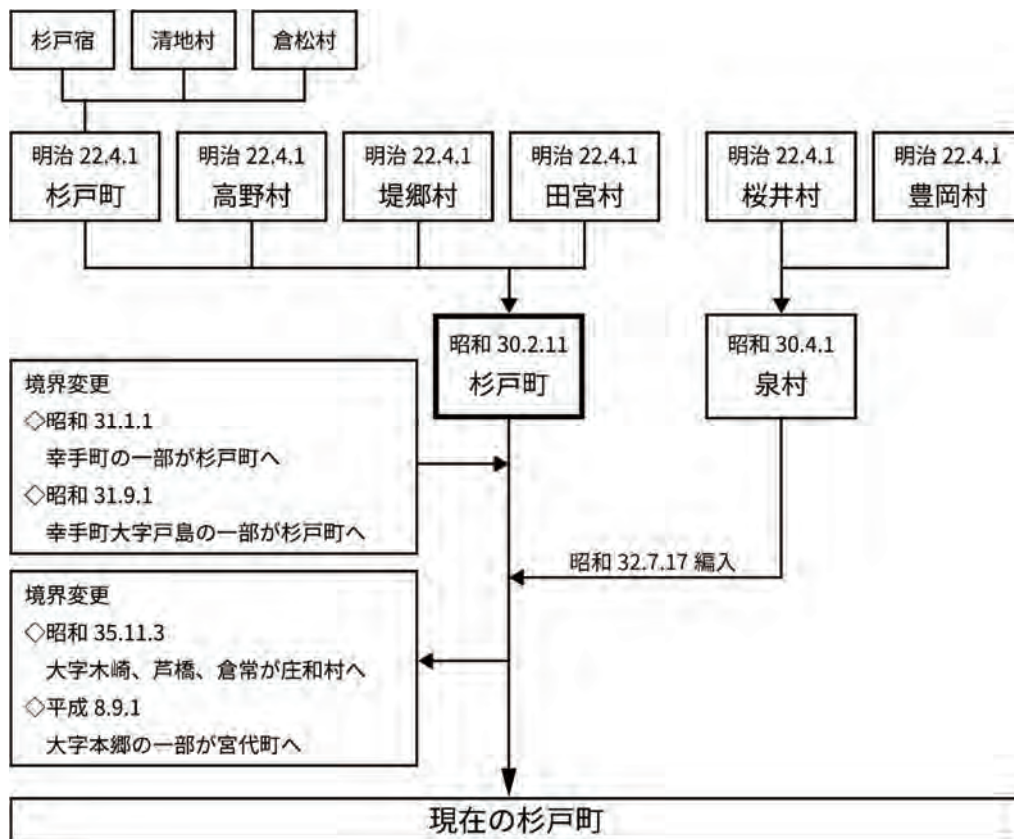 杉戸宿
清地村
倉松村
明治 22.4.1
杉戸町
明治 22.4.1
高野村
明治 22.4.1
堤郷村
明治 22.4.1
田宮村
明治 22.4.1
桜井村
明治 22.4.1
豊岡村
昭和 30.2.11
杉戸町
昭和 30.4.1
泉村
境界変更
◇昭和 31.1.1
幸手町の一部が杉戸町へ
◇昭和 31.9.1
幸手町大字戸島の一部が杉戸町へ
昭和 32.7.17 編入
境界変更
◇昭和 35.11.3
大字木崎、芦橋、倉常が庄和村へ
◇平成 8.9.1
大字本郷の一部が宮代町へ
現在の杉戸町